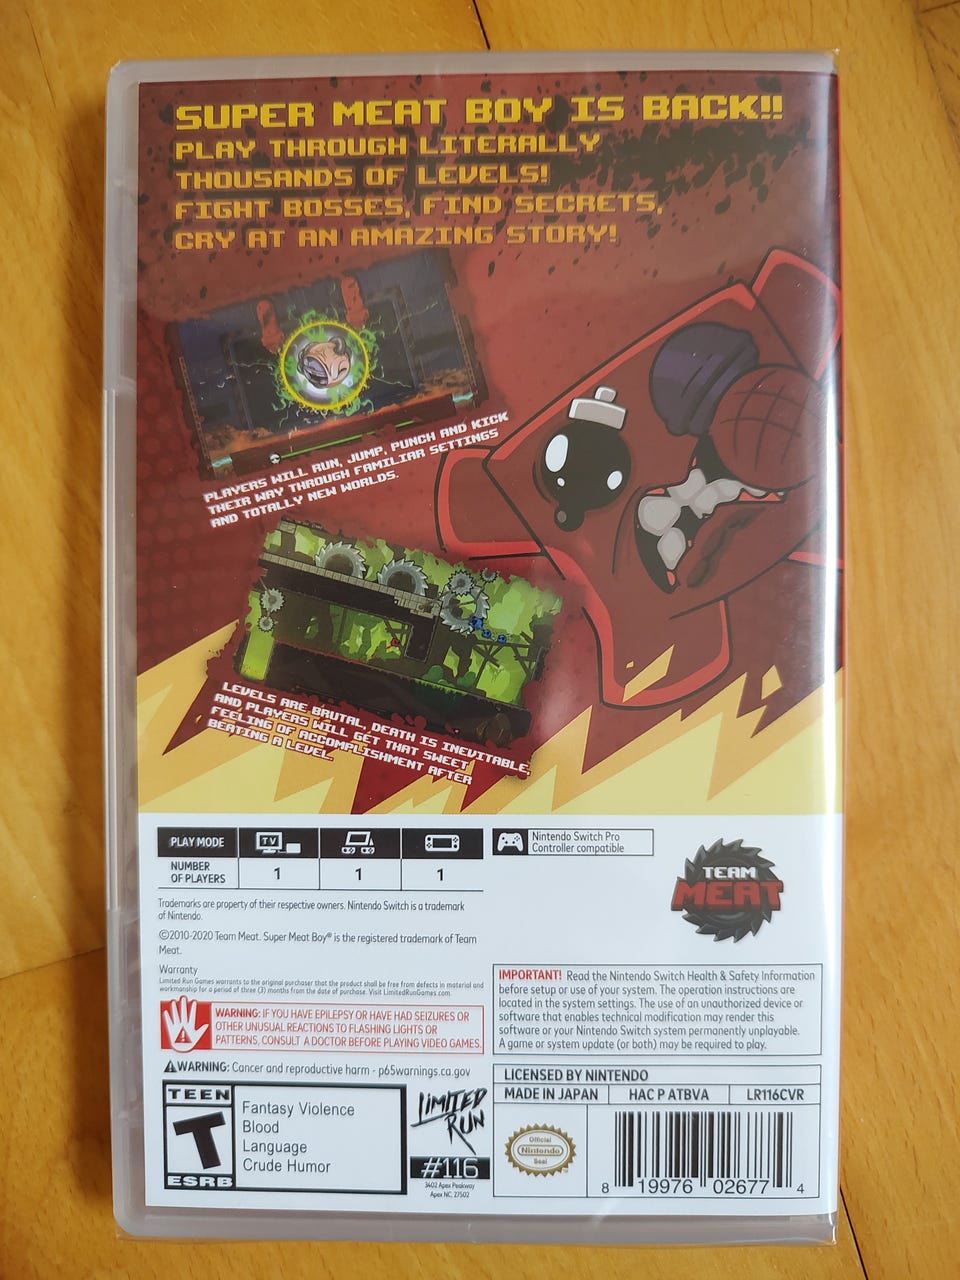 SUPER MEAT BOY IS BACK!!
PLAY THROUGH LITERALLY
THOUSANDS OF LEVELS!
FIGHT BOSSES, FIND SECRETS,
CRY AT AN AMAZING STORY!
PLAYERS WILL RUN, JUMP, PUNCH AND KICK
THEIR WAY THROUGH FAMILIAR SETTINGS
AND TOTALLY NEW WORLDS.
LEVELS ARE BRUTAL, DEATH IS INEVITABLE,
AND PLAYERS WILL GET THAT SWEET
FEELING OF ACCOMPLISHMENT AFTER
BEATING A LEVEL.
PLAY MODE
TV
NUMBER
OF PLAYERS
1
1
1
Nintendo Switch Pro
Controller compatible
TEAM
MEAT
Trademarks are property of their respective owners. Nintendo Switch is a trademark
of Nintendo.
©2010-2020 Team Meat. Super Meat Boy® is the registered trademark of Team
Meat.
Warranty
Limited Run Games warrants to the original purchaser that the product shall be free from defects in material and
workmanship for a period of three (3) months from the date of purchase. Visit LimitedRunGames.com.
WARNING: IF YOU HAVE EPILEPSY OR HAVE HAD SEIZURES OR
OTHER UNUSUAL REACTIONS TO FLASHING LIGHTS OR
PATTERNS, CONSULT A DOCTOR BEFORE PLAYING VIDEO GAMES.
WARNING: Cancer and reproductive harm - p65warnings.ca.gov
IMPORTANT! Read the Nintendo Switch Health & Safety Information
before setup or use of your system. The operation instructions are
located in the system settings. The use of an unauthorized device or
software that enables technical modification may render this
software or your Nintendo Switch system permanently unplayable.
A game or system update (or both) may be required to play.
TEEN
T
ESRB
Fantasy Violence
Blood
Language
Crude Humor
LIMITED
RUN
#116
3402 Apex Peakway
Apex NC, 27502
LICENSED BY NINTENDO
MADE IN JAPAN
HAC P ATBVA
LR116CVR
Official
Nintendo
Seal
8 19976 02677 4